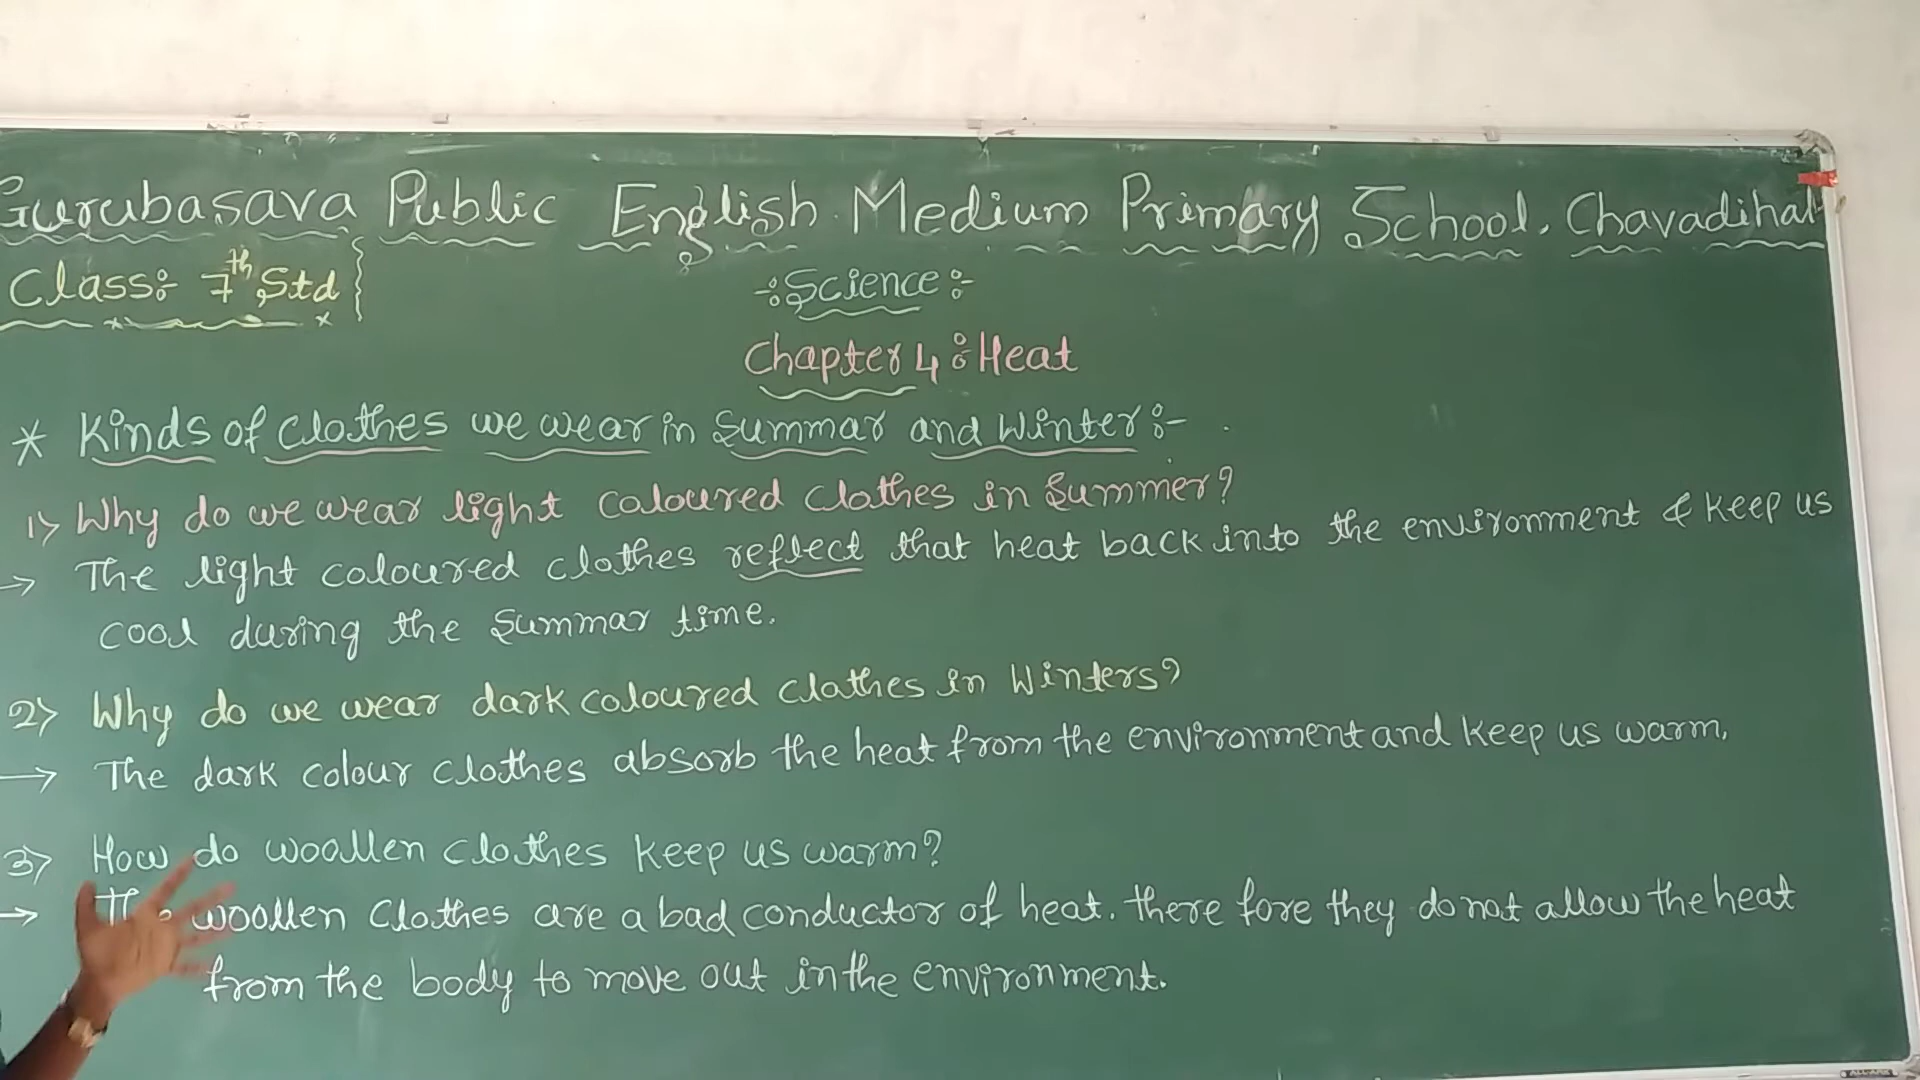 Gurubasava Public English Medium Primary School, Chavadihal
Class:- 7th Std
-:Science:-
Chapter 4 : Heat
* Kinds of clothes we wear in Summar and Winter:-
1> Why do we wear light coloured clothes in Summer?
→ The light coloured clothes reflect that heat back into the environment & keep us
cool during the Summar time.
2> Why do we wear dark coloured clothes in Winters?
→ The dark colour clothes absorb the heat from the environment and keep us warm.
3> How do woollen clothes keep us warm?
→ The woollen clothes are a bad conductor of heat. there fore they do not allow the heat
from the body to move out in the environment.